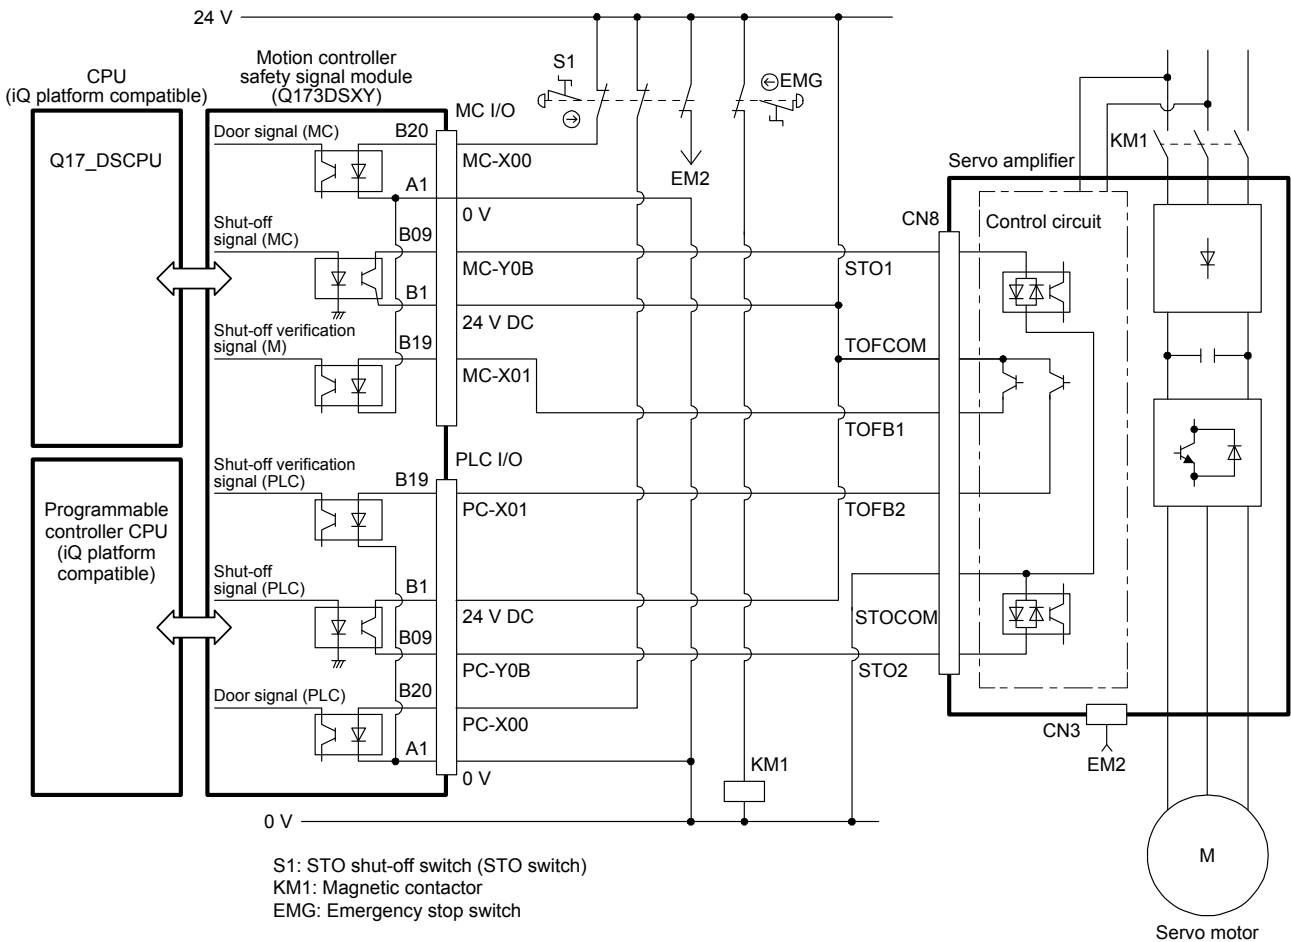 24 V
CPU
(iQ platform compatible)
Motion controller
safety signal module
(Q173DSXY)
Q17_DSCPU
Programmable
controller CPU
(iQ platform
compatible)
MC I/O
Door signal (MC)
B20
MC-X00
A1
0 V
Shut-off
signal (MC)
B09
MC-Y0B
B1
24 V DC
Shut-off verification
signal (M)
B19
MC-X01
PLC I/O
Shut-off verification
signal (PLC)
B19
PC-X01
Shut-off
signal (PLC)
B1
24 V DC
B09
PC-Y0B
Door signal (PLC)
B20
PC-X00
A1
0 V
S1
EMG
EM2
KM1
0 V
STO1
TOFCOM
TOFB1
TOFB2
STOCOM
STO2
CN8
Servo amplifier
Control circuit
KM1
CN3
EM2
M
Servo motor
S1: STO shut-off switch (STO switch)
KM1: Magnetic contactor
EMG: Emergency stop switch